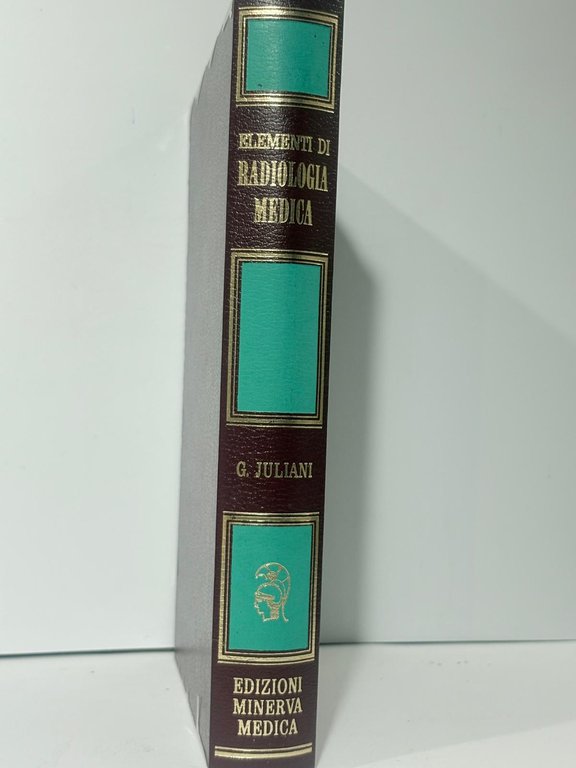 ELEMENTI DI
RADIOLOGIA
MEDICA
G. JULIANI
EDIZIONI
MINERVA
MEDICA